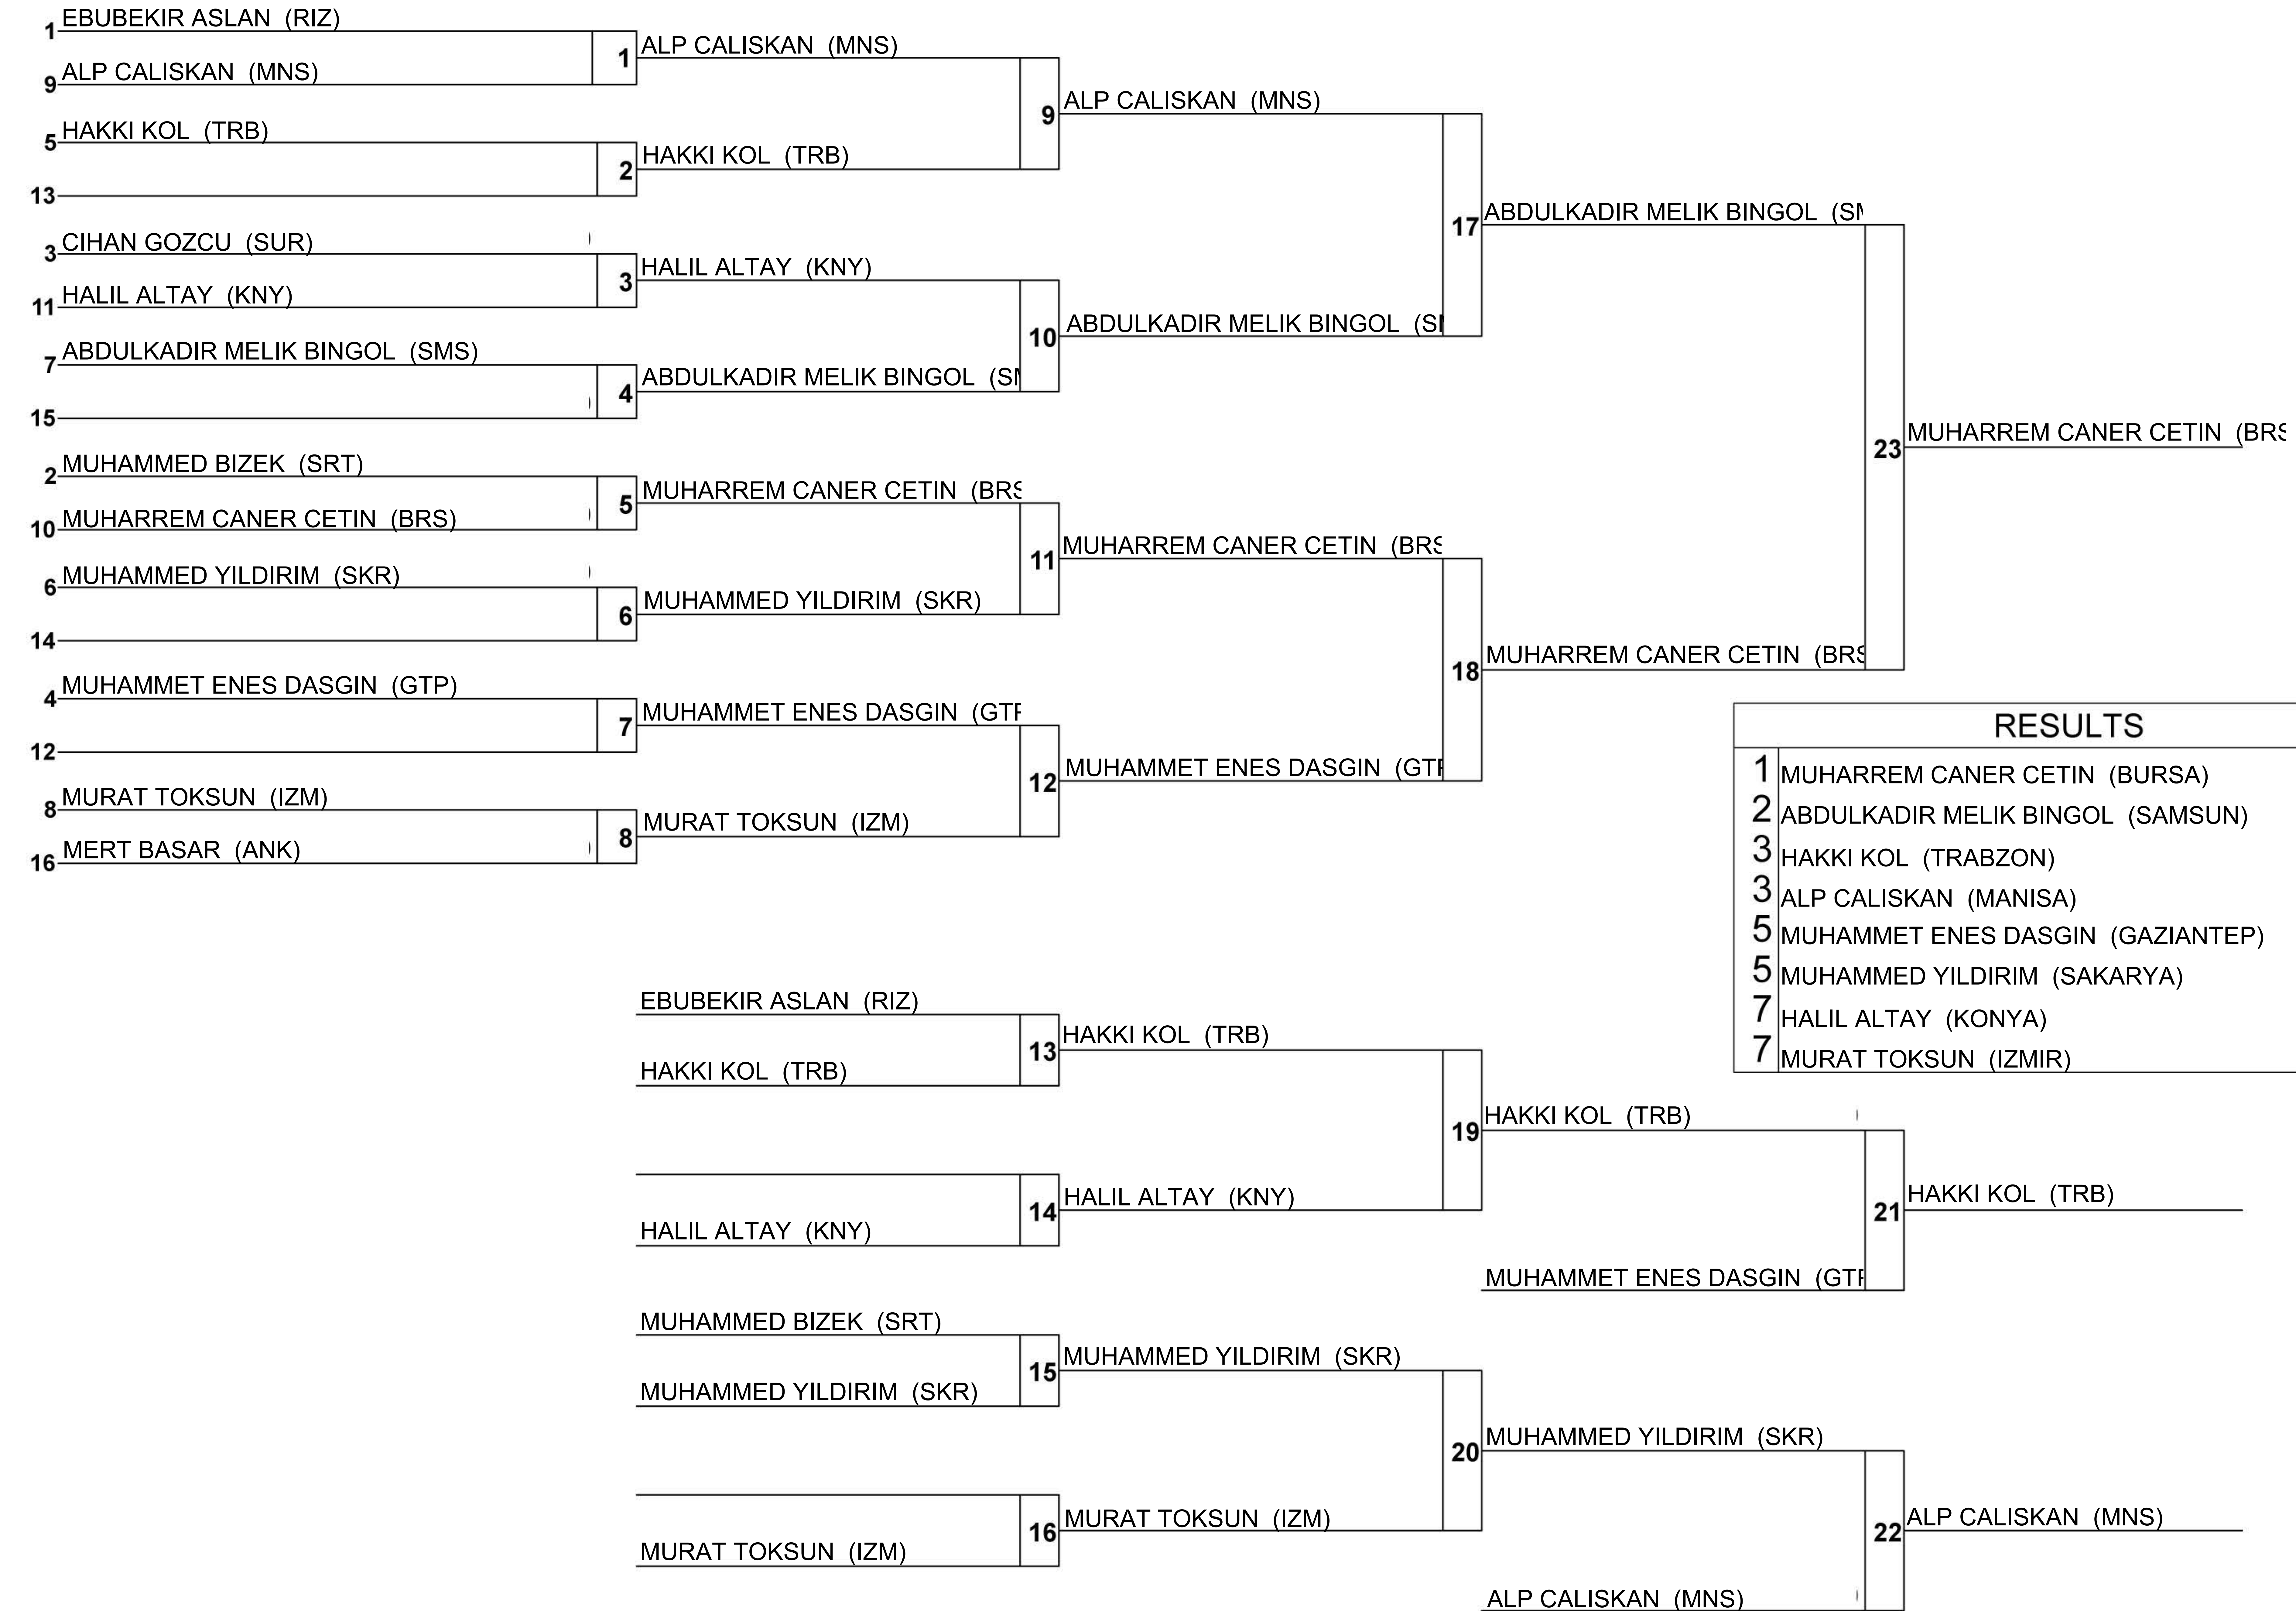 1 EBUBEKIR ASLAN (RIZ)
9 ALP CALISKAN (MNS)
5 HAKKI KOL (TRB)
13
3 CIHAN GOZCU (SUR)
11 HALIL ALTAY (KNY)
7 ABDULKADIR MELIK BINGOL (SMS)
15
2 MUHAMMED BIZEK (SRT)
10 MUHARREM CANER CETIN (BRS)
6 MUHAMMED YILDIRIM (SKR)
14
4 MUHAMMET ENES DASGIN (GTP)
12
8 MURAT TOKSUN (IZM)
16 MERT BASAR (ANK)
1 ALP CALISKAN (MNS)
2 HAKKI KOL (TRB)
3 HALIL ALTAY (KNY)
4 ABDULKADIR MELIK BINGOL (SM
5 MUHARREM CANER CETIN (BRS
6 MUHAMMED YILDIRIM (SKR)
7 MUHAMMET ENES DASGIN (GTP
8 MURAT TOKSUN (IZM)
9 ALP CALISKAN (MNS)
10 ABDULKADIR MELIK BINGOL (SM
11 MUHARREM CANER CETIN (BRS
12 MUHAMMET ENES DASGIN (GTP
17 ABDULKADIR MELIK BINGOL (SM
18 MUHARREM CANER CETIN (BRS
23 MUHARREM CANER CETIN (BRS
RESULTS
1 MUHARREM CANER CETIN (BURSA)
2 ABDULKADIR MELIK BINGOL (SAMSUN)
3 HAKKI KOL (TRABZON)
3 ALP CALISKAN (MANISA)
5 MUHAMMET ENES DASGIN (GAZIANTEP)
5 MUHAMMED YILDIRIM (SAKARYA)
7 HALIL ALTAY (KONYA)
7 MURAT TOKSUN (IZMIR)
EBUBEKIR ASLAN (RIZ)
HAKKI KOL (TRB)
HALIL ALTAY (KNY)
MUHAMMED BIZEK (SRT)
MUHAMMED YILDIRIM (SKR)
MURAT TOKSUN (IZM)
13 HAKKI KOL (TRB)
14 HALIL ALTAY (KNY)
15 MUHAMMED YILDIRIM (SKR)
16 MURAT TOKSUN (IZM)
19 HAKKI KOL (TRB)
MUHAMMET ENES DASGIN (GTP
20 MUHAMMED YILDIRIM (SKR)
ALP CALISKAN (MNS)
21 HAKKI KOL (TRB)
22 ALP CALISKAN (MNS)